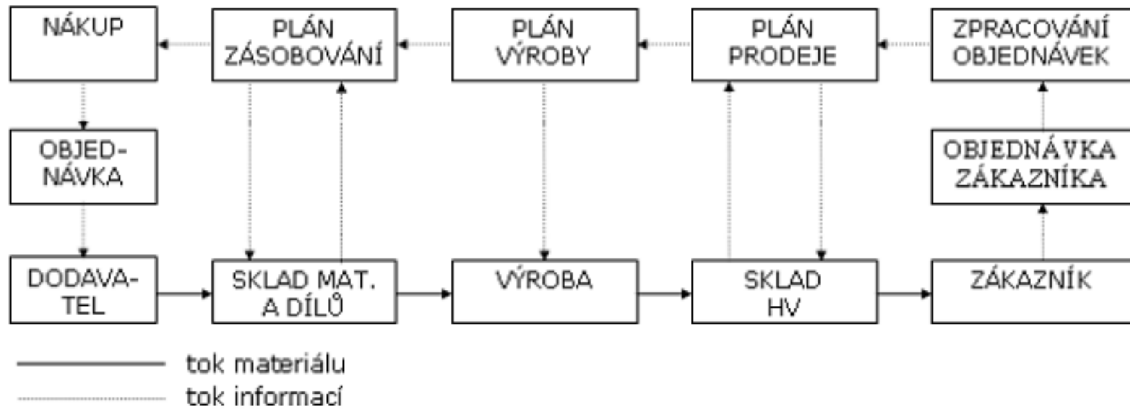 NÁKUP
PLÁN
ZÁSOBOVÁNÍ
PLÁN
VÝROBY
PLÁN
PRODEJE
ZPRACOVÁNÍ
OBJEDNÁVEK
OBJED-
NÁVKA
OBJEDNÁVKA
ZÁKAZNÍKA
DODAVA-
TEL
SKLAD MAT.
A DÍLŮ
VÝROBA
SKLAD
HV
ZÁKAZNÍK
tok materiálu
tok informací